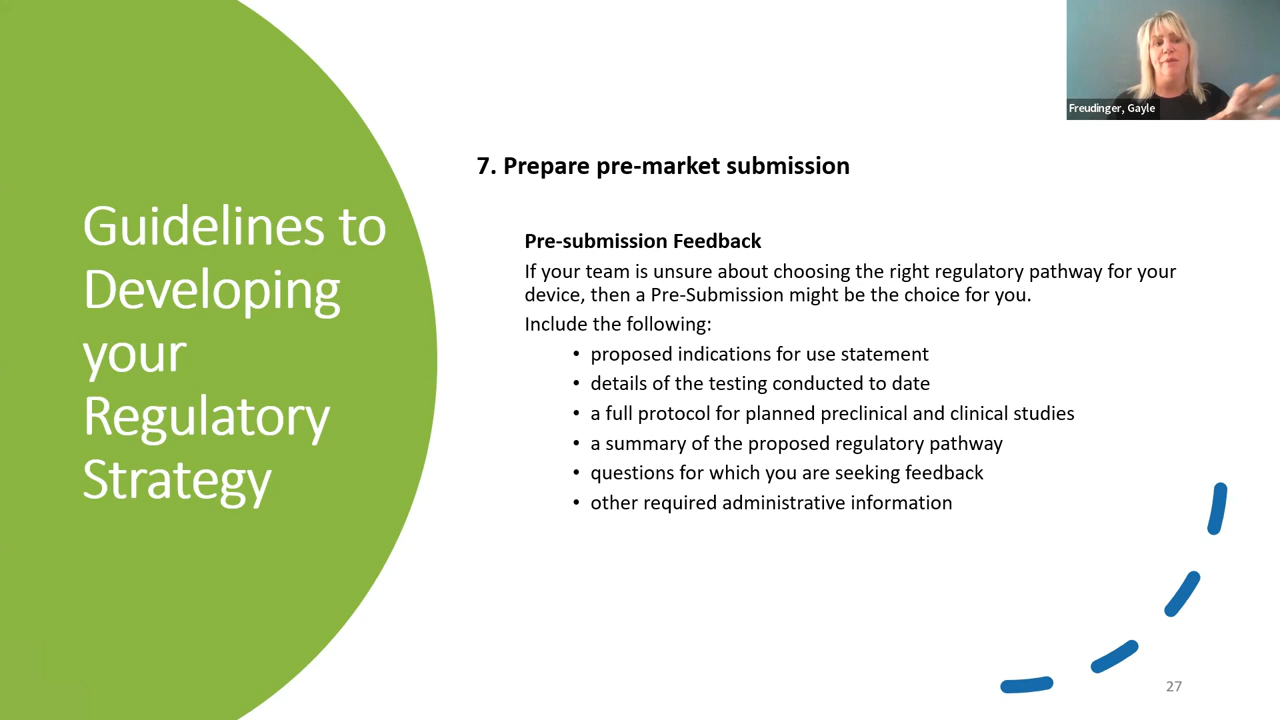 Freudinger, Gayle
Guidelines to
Developing
your
Regulatory
Strategy
7. Prepare pre-market submission
Pre-submission Feedback
If your team is unsure about choosing the right regulatory pathway for your
device, then a Pre-Submission might be the choice for you.
Include the following:
• proposed indications for use statement
• details of the testing conducted to date
• a full protocol for planned preclinical and clinical studies
• a summary of the proposed regulatory pathway
• questions for which you are seeking feedback
• other required administrative information
27